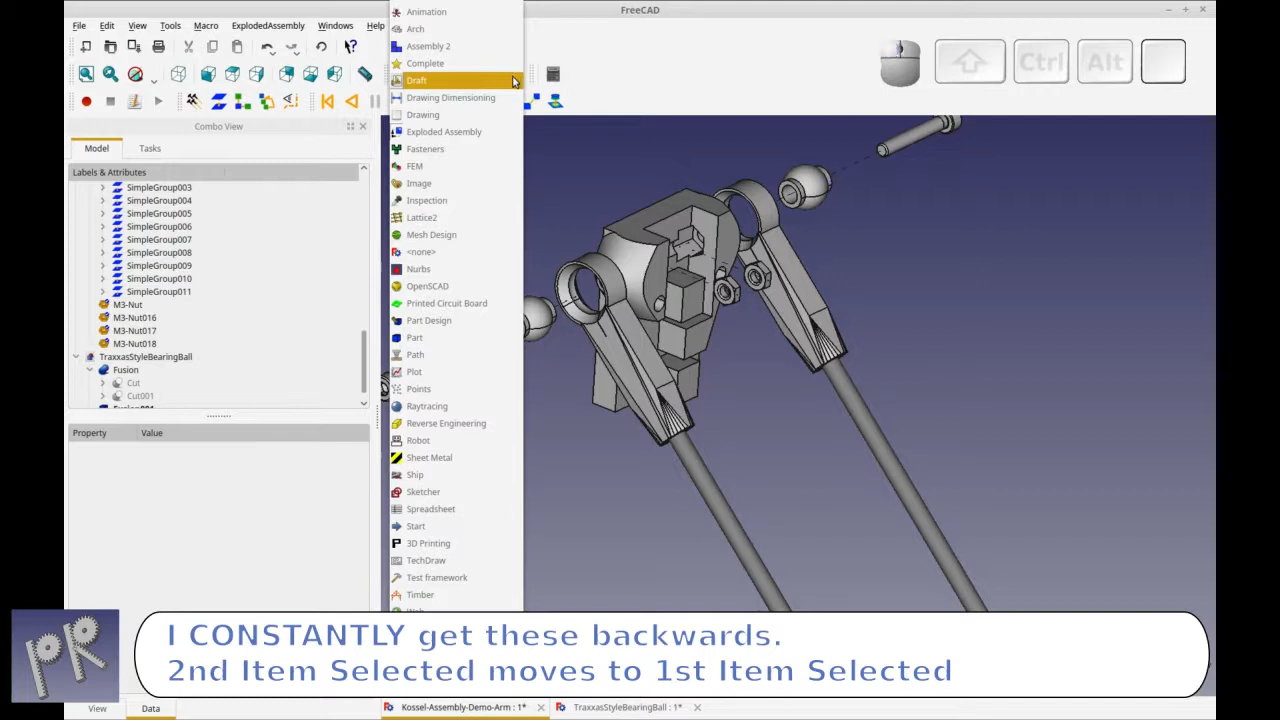 FreeCAD
File Edit View Tools Macro ExplodedAssembly Windows Help
Combo View
Model Tasks
Labels & Attributes
SimpleGroup003
SimpleGroup004
SimpleGroup005
SimpleGroup006
SimpleGroup007
SimpleGroup008
SimpleGroup009
SimpleGroup010
SimpleGroup011
M3-Nut
M3-Nut016
M3-Nut017
M3-Nut018
TraxxasStyleBearingBall
Fusion
Cut
Cut001
Property Value
View Data
Animation
Arch
Assembly 2
Complete
Draft
Drawing Dimensioning
Drawing
Exploded Assembly
Fasteners
FEM
Image
Inspection
Lattice2
Mesh Design
<none>
Nurbs
OpenSCAD
Printed Circuit Board
Part Design
Part
Path
Plot
Points
Raytracing
Reverse Engineering
Robot
Sheet Metal
Ship
Sketcher
Spreadsheet
Start
3D Printing
TechDraw
Test framework
Timber
Ctrl Alt
PR
I CONSTANTLY get these backwards.
2nd Item Selected moves to 1st Item Selected
Kossel-Assembly-Demo-Arm : 1* TraxxasStyleBearingBall : 1*